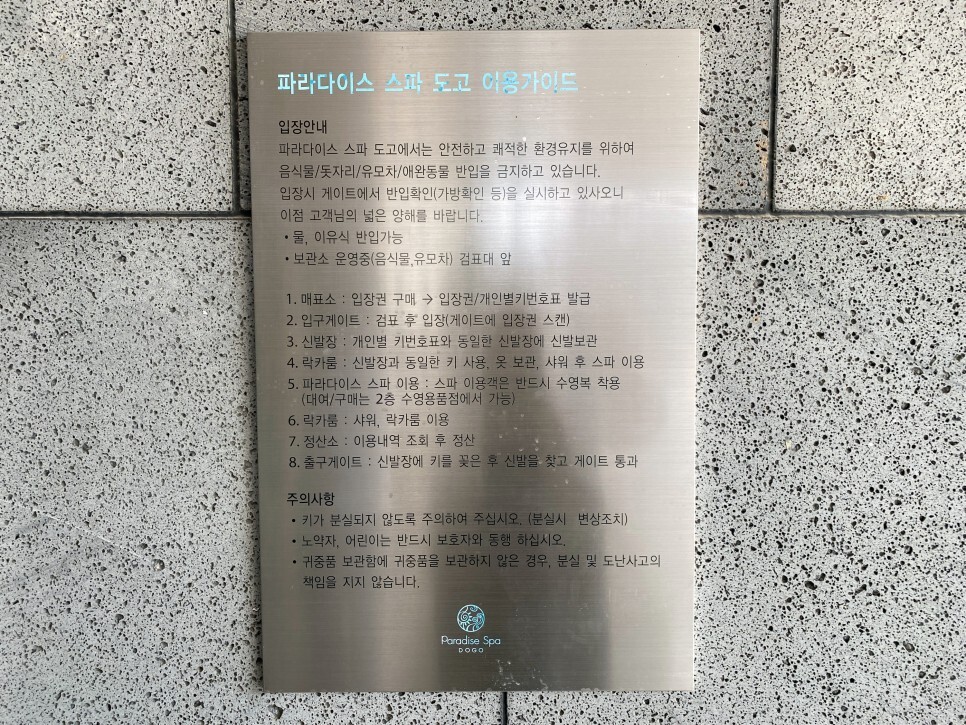 파라다이스 스파 도고 이용가이드
입장안내
파라다이스 스파 도고에서는 안전하고 쾌적한 환경유지를 위하여
음식물/돗자리/유모차/애완동물 반입을 금지하고 있습니다.
입장시 게이트에서 반입확인(가방확인 등)을 실시하고 있사오니
이점 고객님의 넓은 양해를 바랍니다.
• 물, 이유식 반입가능
• 보관소 운영중(음식물,유모차) 검표대 앞
1. 매표소 : 입장권 구매 → 입장권/개인별키번호표 발급
2. 입구게이트 : 검표 후 입장(게이트에 입장권 스캔)
3. 신발장 : 개인별 키번호표와 동일한 신발장에 신발보관
4. 락카룸 : 신발장과 동일한 키 사용, 옷 보관, 샤워 후 스파 이용
5. 파라다이스 스파 이용 : 스파 이용객은 반드시 수영복 착용
(대여/구매는 2층 수영용품점에서 가능)
6. 락카룸 : 샤워, 락카룸 이용
7. 정산소 : 이용내역 조회 후 정산
8. 출구게이트 : 신발장에 키를 꽂은 후 신발을 찾고 게이트 통과
주의사항
• 키가 분실되지 않도록 주의하여 주십시오. (분실시 변상조치)
• 노약자, 어린이는 반드시 보호자와 동행 하십시오.
• 귀중품 보관함에 귀중품을 보관하지 않은 경우, 분실 및 도난사고의
책임을 지지 않습니다.
Paradise Spa
DOGO